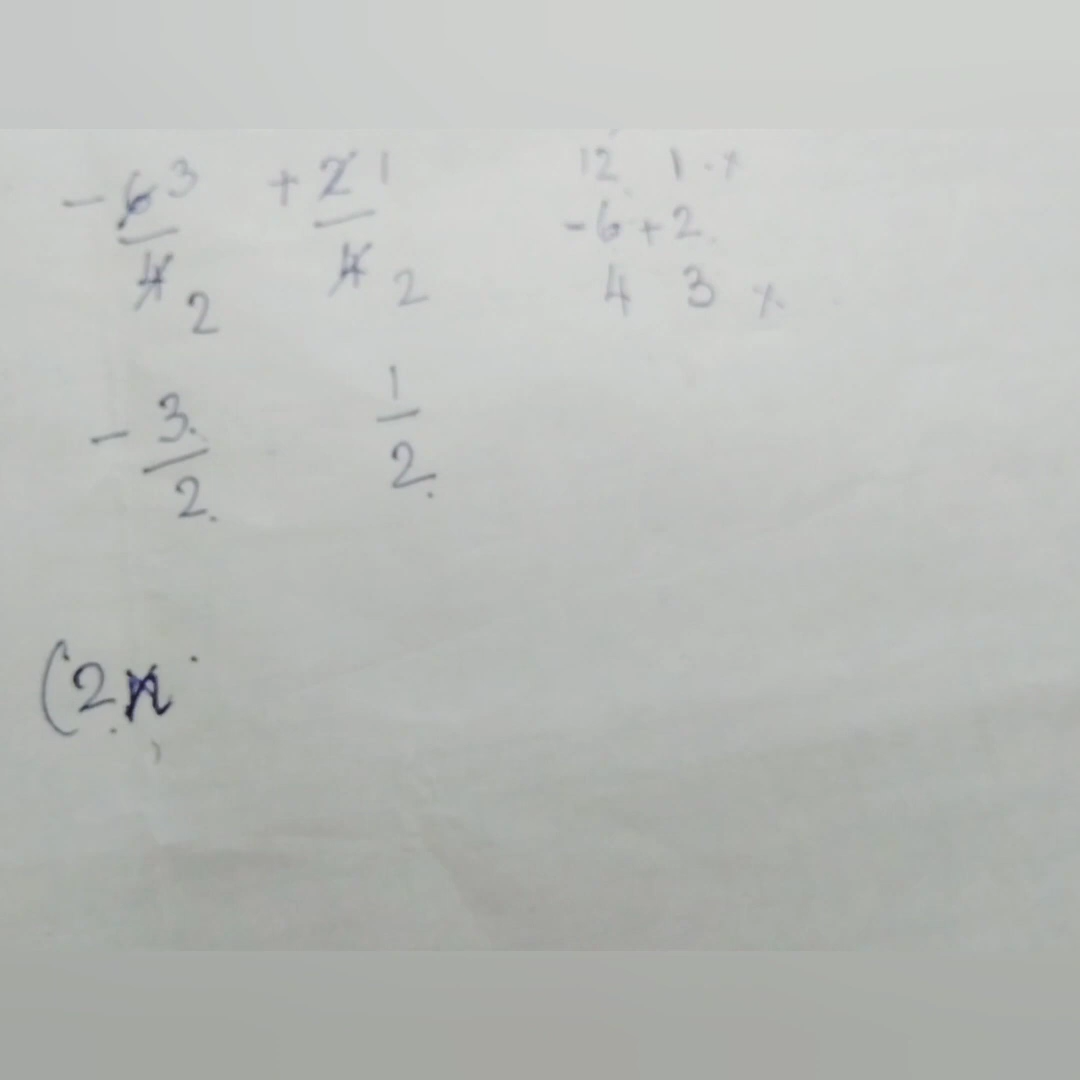 -6 3 +2 1 12 1 . x
4 2 4 2 -6 + 2.
4 3 x.
- 3. 1
2. 2.
(2x